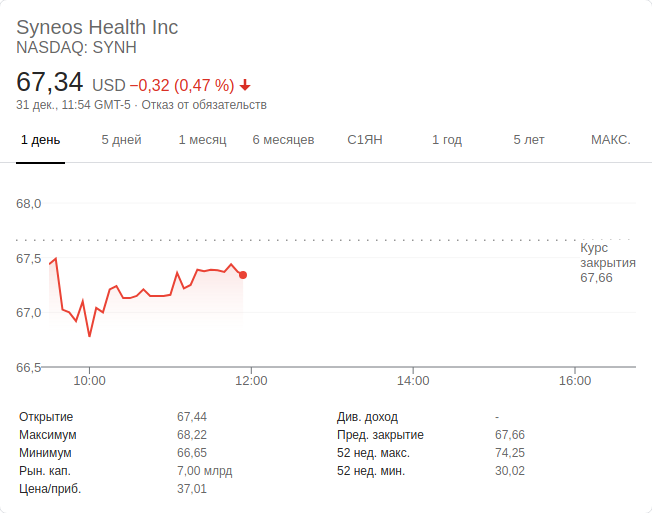 Syneos Health Inc
NASDAQ: SYNH
67,34 USD −0,32 (0,47 %)
31 дек., 11:54 GMT-5 · Отказ от обязательств
1 день 5 дней 1 месяц 6 месяцев С1ЯН 1 год 5 лет МАКС.
68,0
Курс
закрытия
67,66
67,5
67,0
66,5
10:00 12:00 14:00 16:00
Открытие 67,44 Див. доход -
Максимум 68,22 Пред. закрытие 67,66
Минимум 66,65 52 нед. макс. 74,25
Рын. кап. 7,00 млрд 52 нед. мин. 30,02
Цена/приб. 37,01